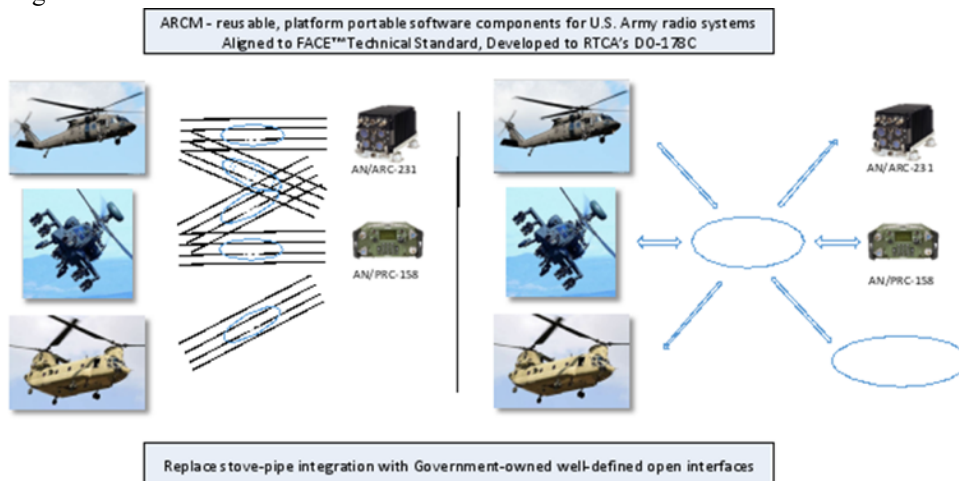 ARCM - reusable, platform portable software components for U.S. Army radio systems
Aligned to FACE™ Technical Standard, Developed to RTCA's DO-178C
AN/ARC-231
AN/PRC-158
AN/ARC-231
AN/PRC-158
Replace stove-pipe integration with Government-owned well-defined open interfaces